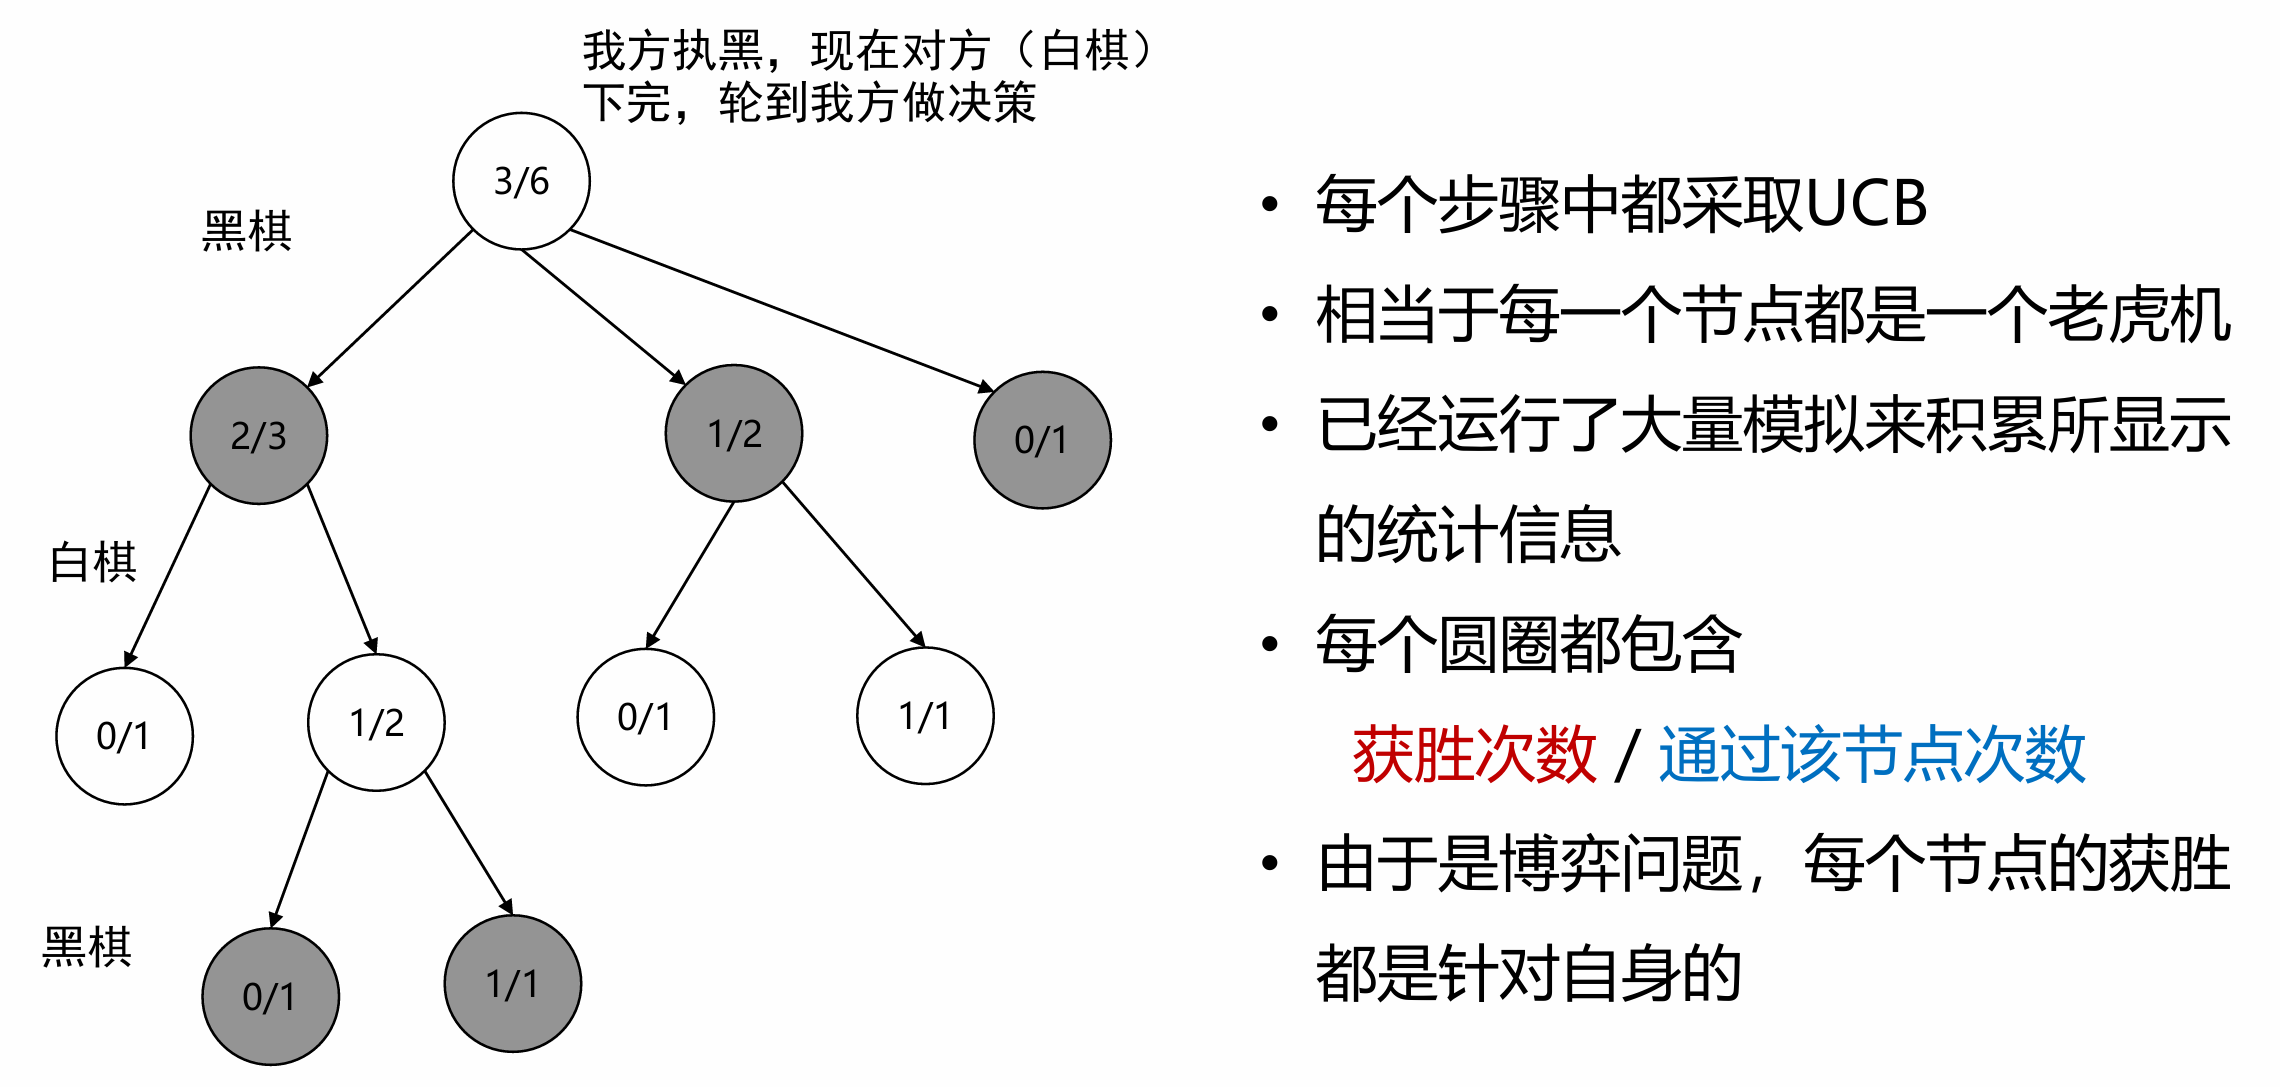 我方执黑，现在对方（白棋）
下完，轮到我方做决策
3/6
黑棋
2/3
1/2
0/1
白棋
0/1
1/2
0/1
1/1
黑棋
0/1
1/1
• 每个步骤中都采取UCB
• 相当于每一个节点都是一个老虎机
• 已经运行了大量模拟来积累所显示
的统计信息
• 每个圆圈都包含
获胜次数 / 通过该节点次数
• 由于是博弈问题，每个节点的获胜
都是针对自身的